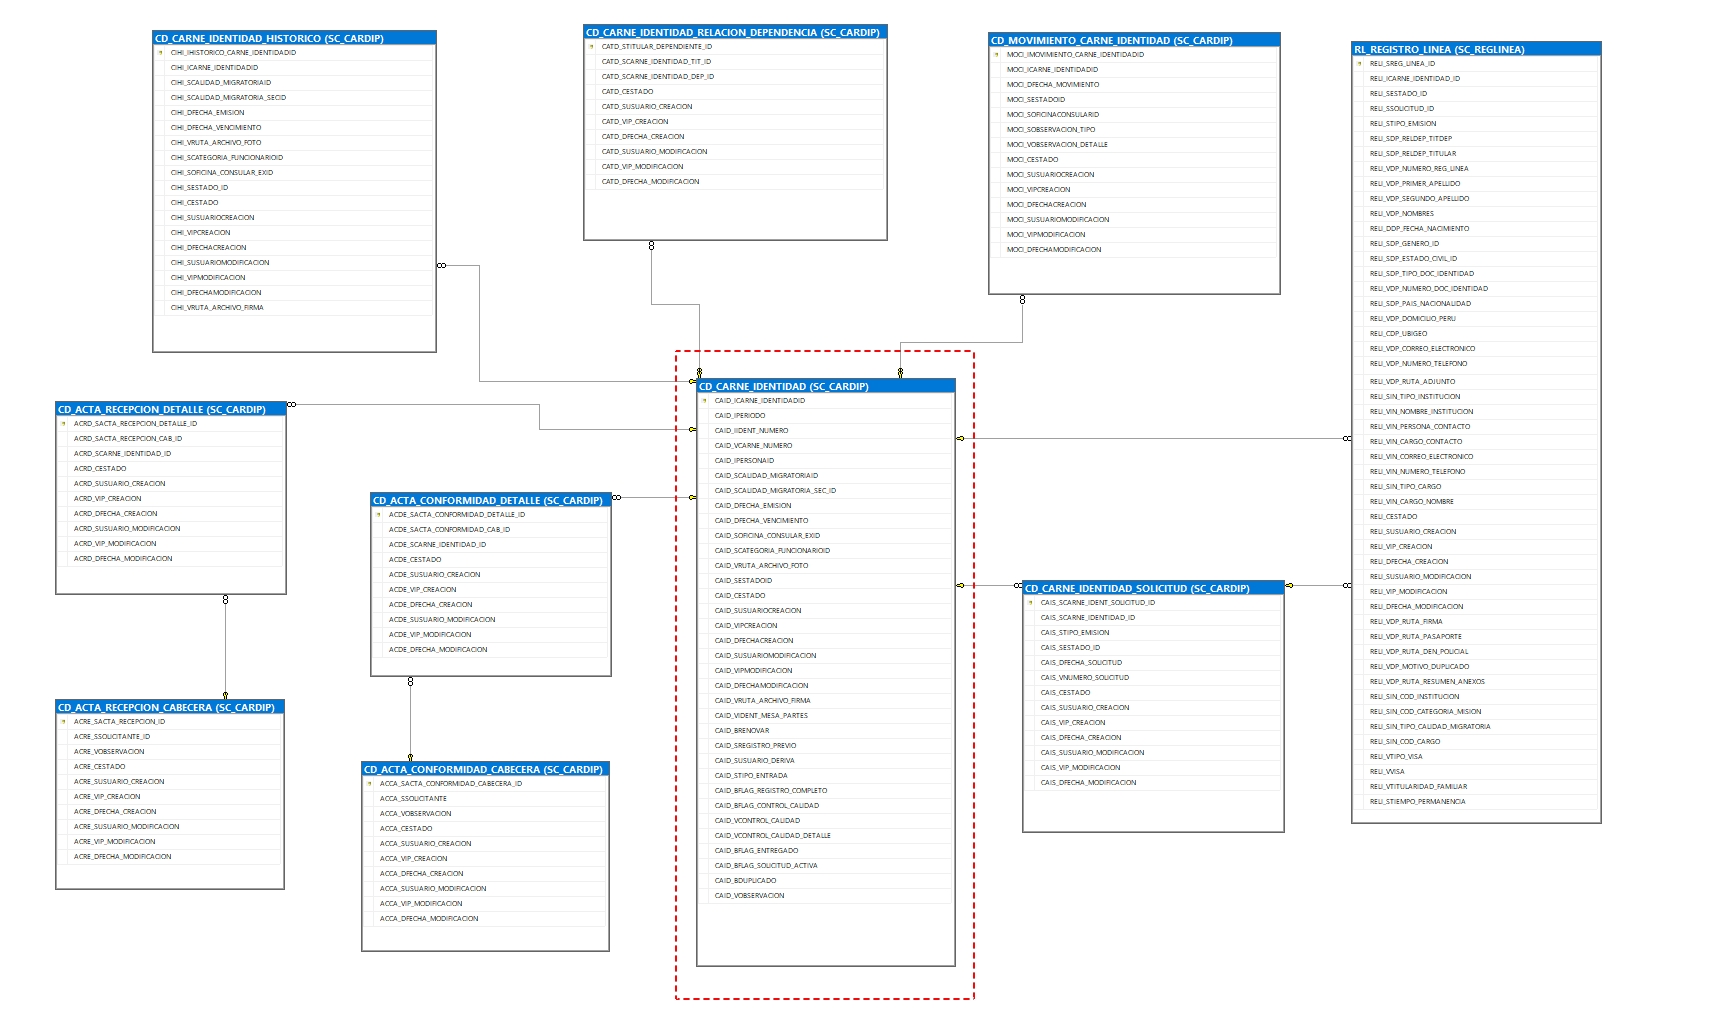 CD_CARNE_IDENTIDAD_HISTORICO (SC_CARDIP)
CIHI_IHISTORICO_CARNE_IDENTIDADID
CIHI_ICARNE_IDENTIDADID
CIHI_SCALIDAD_MIGRATORIAID
CIHI_SCALIDAD_MIGRATORIA_SECID
CIHI_DFECHA_EMISION
CIHI_DFECHA_VENCIMIENTO
CIHI_VRUTA_ARCHIVO_FOTO
CIHI_SCATEGORIA_FUNCIONARIOID
CIHI_SOFICINA_CONSULAR_EXID
CIHI_SESTADO_ID
CIHI_CESTADO
CIHI_SUSUARIOCREACION
CIHI_VIPCREACION
CIHI_DFECHACREACION
CIHI_SUSUARIOMODIFICACION
CIHI_VIPMODIFICACION
CIHI_DFECHAMODIFICACION
CIHI_VRUTA_ARCHIVO_FIRMA
CD_CARNE_IDENTIDAD_RELACION_DEPENDENCIA (SC_CARDIP)
CATD_STITULAR_DEPENDIENTE_ID
CATD_SCARNE_IDENTIDAD_TIT_ID
CATD_SCARNE_IDENTIDAD_DEP_ID
CATD_CESTADO
CATD_SUSUARIO_CREACION
CATD_VIP_CREACION
CATD_DFECHA_CREACION
CATD_SUSUARIO_MODIFICACION
CATD_VIP_MODIFICACION
CATD_DFECHA_MODIFICACION
CD_MOVIMIENTO_CARNE_IDENTIDAD (SC_CARDIP)
MOCI_IMOVIMIENTO_CARNE_IDENTIDADID
MOCI_ICARNE_IDENTIDADID
MOCI_DFECHA_MOVIMIENTO
MOCI_SESTADOID
MOCI_SOFICINACONSULARID
MOCI_SOBSERVACION_TIPO
MOCI_VOBSERVACION_DETALLE
MOCI_CESTADO
MOCI_SUSUARIOCREACION
MOCI_VIPCREACION
MOCI_DFECHACREACION
MOCI_SUSUARIOMODIFICACION
MOCI_VIPMODIFICACION
MOCI_DFECHAMODIFICACION
RL_REGISTRO_LINEA (SC_REGLINEA)
RELI_SREG_LINEA_ID
RELI_ICARNE_IDENTIDAD_ID
RELI_SESTADO_ID
RELI_SSOLICITUD_ID
RELI_STIPO_EMISION
RELI_SDP_RELDEP_TITDEP
RELI_SDP_RELDEP_TITULAR
RELI_VDP_NUMERO_REG_LINEA
RELI_VDP_PRIMER_APELLIDO
RELI_VDP_SEGUNDO_APELLIDO
RELI_VDP_NOMBRES
RELI_DDP_FECHA_NACIMIENTO
RELI_SDP_GENERO_ID
RELI_SDP_ESTADO_CIVIL_ID
RELI_SDP_TIPO_DOC_IDENTIDAD
RELI_VDP_NUMERO_DOC_IDENTIDAD
RELI_SDP_PAIS_NACIONALIDAD
RELI_VDP_DOMICILIO_PERU
RELI_CDP_UBIGEO
RELI_VDP_CORREO_ELECTRONICO
RELI_VDP_NUMERO_TELEFONO
RELI_VDP_RUTA_ADJUNTO
RELI_SIN_TIPO_INSTITUCION
RELI_VIN_NOMBRE_INSTITUCION
RELI_VIN_PERSONA_CONTACTO
RELI_VIN_CARGO_CONTACTO
RELI_VIN_CORREO_ELECTRONICO
RELI_VIN_NUMERO_TELEFONO
RELI_SIN_TIPO_CARGO
RELI_VIN_CARGO_NOMBRE
RELI_CESTADO
RELI_SUSUARIO_CREACION
RELI_VIP_CREACION
RELI_DFECHA_CREACION
RELI_SUSUARIO_MODIFICACION
RELI_VIP_MODIFICACION
RELI_DFECHA_MODIFICACION
RELI_VDP_RUTA_FIRMA
RELI_VDP_RUTA_PASAPORTE
RELI_VDP_RUTA_DEN_POLICIAL
RELI_VDP_MOTIVO_DUPLICADO
RELI_VDP_RUTA_RESUMEN_ANEXOS
RELI_SIN_COD_INSTITUCION
RELI_SIN_COD_CATEGORIA_MISION
RELI_SIN_TIPO_CALIDAD_MIGRATORIA
RELI_SIN_COD_CARGO
RELI_VTIPO_VISA
RELI_VVISA
RELI_VTITULARIDAD_FAMILIAR
RELI_STIEMPO_PERMANENCIA
CD_ACTA_RECEPCION_DETALLE (SC_CARDIP)
ACRD_SACTA_RECEPCION_DETALLE_ID
ACRD_SACTA_RECEPCION_CAB_ID
ACRD_SCARNE_IDENTIDAD_ID
ACRD_CESTADO
ACRD_SUSUARIO_CREACION
ACRD_VIP_CREACION
ACRD_DFECHA_CREACION
ACRD_SUSUARIO_MODIFICACION
ACRD_VIP_MODIFICACION
ACRD_DFECHA_MODIFICACION
CD_ACTA_CONFORMIDAD_DETALLE (SC_CARDIP)
ACDE_SACTA_CONFORMIDAD_DETALLE_ID
ACDE_SACTA_CONFORMIDAD_CAB_ID
ACDE_SCARNE_IDENTIDAD_ID
ACDE_CESTADO
ACDE_SUSUARIO_CREACION
ACDE_VIP_CREACION
ACDE_DFECHA_CREACION
ACDE_SUSUARIO_MODIFICACION
ACDE_VIP_MODIFICACION
ACDE_DFECHA_MODIFICACION
CD_CARNE_IDENTIDAD (SC_CARDIP)
CAID_ICARNE_IDENTIDADID
CAID_IPERIODO
CAID_IIDENT_NUMERO
CAID_VCARNE_NUMERO
CAID_IPERSONAID
CAID_SCALIDAD_MIGRATORIAID
CAID_SCALIDAD_MIGRATORIA_SEC_ID
CAID_DFECHA_EMISION
CAID_DFECHA_VENCIMIENTO
CAID_SOFICINA_CONSULAR_EXID
CAID_SCATEGORIA_FUNCIONARIOID
CAID_VRUTA_ARCHIVO_FOTO
CAID_SESTADOID
CAID_CESTADO
CAID_SUSUARIOCREACION
CAID_VIPCREACION
CAID_DFECHACREACION
CAID_SUSUARIOMODIFICACION
CAID_VIPMODIFICACION
CAID_DFECHAMODIFICACION
CAID_VRUTA_ARCHIVO_FIRMA
CAID_VIDENT_MESA_PARTES
CAID_BRENOVAR
CAID_SREGISTRO_PREVIO
CAID_SUSUARIO_DERIVA
CAID_STIPO_ENTRADA
CAID_BFLAG_REGISTRO_COMPLETO
CAID_BFLAG_CONTROL_CALIDAD
CAID_VCONTROL_CALIDAD
CAID_VCONTROL_CALIDAD_DETALLE
CAID_BFLAG_ENTREGADO
CAID_BFLAG_SOLICITUD_ACTIVA
CAID_BDUPLICADO
CAID_VOBSERVACION
CD_CARNE_IDENTIDAD_SOLICITUD (SC_CARDIP)
CAIS_SCARNE_IDENT_SOLICITUD_ID
CAIS_SCARNE_IDENTIDAD_ID
CAIS_STIPO_EMISION
CAIS_SESTADO_ID
CAIS_DFECHA_SOLICITUD
CAIS_VNUMERO_SOLICITUD
CAIS_CESTADO
CAIS_SUSUARIO_CREACION
CAIS_VIP_CREACION
CAIS_DFECHA_CREACION
CAIS_SUSUARIO_MODIFICACION
CAIS_VIP_MODIFICACION
CAIS_DFECHA_MODIFICACION
CD_ACTA_RECEPCION_CABECERA (SC_CARDIP)
ACRE_SACTA_RECEPCION_ID
ACRE_SSOLICITANTE_ID
ACRE_VOBSERVACION
ACRE_CESTADO
ACRE_SUSUARIO_CREACION
ACRE_VIP_CREACION
ACRE_DFECHA_CREACION
ACRE_SUSUARIO_MODIFICACION
ACRE_VIP_MODIFICACION
ACRE_DFECHA_MODIFICACION
CD_ACTA_CONFORMIDAD_CABECERA (SC_CARDIP)
ACCA_SACTA_CONFORMIDAD_CABECERA_ID
ACCA_SSOLICITANTE
ACCA_VOBSERVACION
ACCA_CESTADO
ACCA_SUSUARIO_CREACION
ACCA_VIP_CREACION
ACCA_DFECHA_CREACION
ACCA_SUSUARIO_MODIFICACION
ACCA_VIP_MODIFICACION
ACCA_DFECHA_MODIFICACION